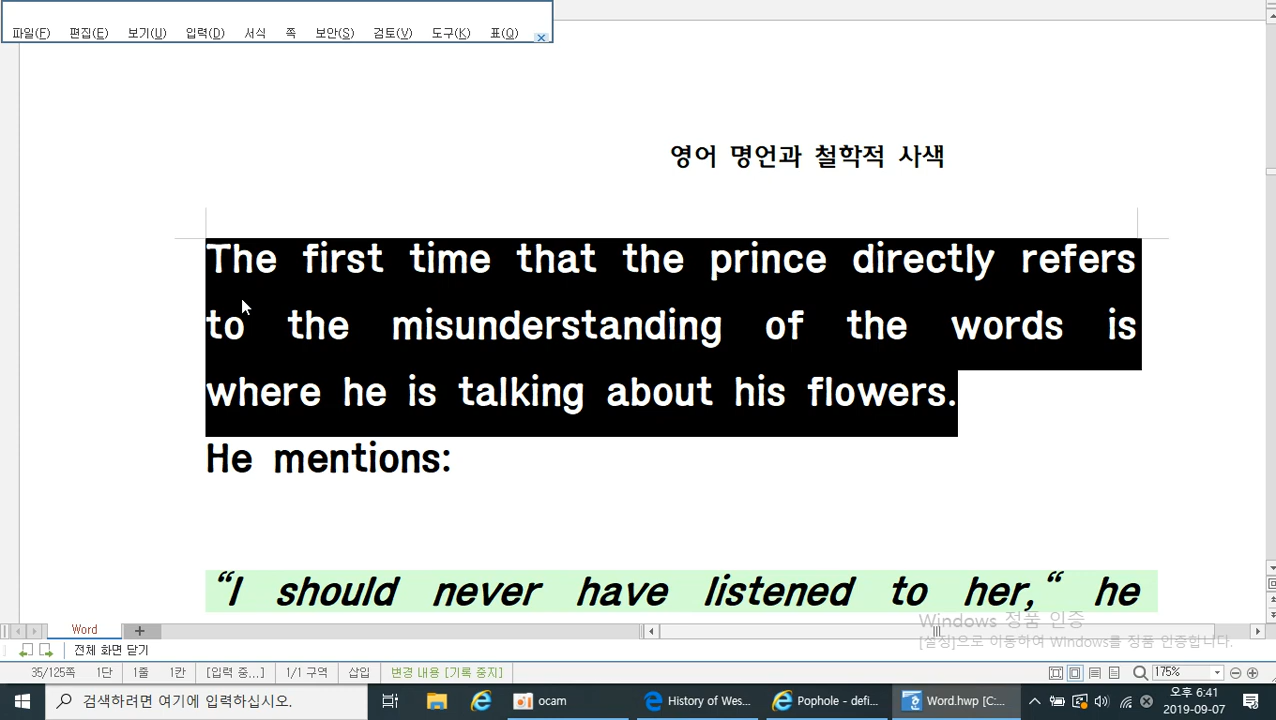 파일(F) 편집(E) 보기(U) 입력(D) 서식 쪽 보안(S) 검토(V) 도구(K) 표(Q)
영어 명언과 철학적 사색
The first time that the prince directly refers
to the misunderstanding of the words is
where he is talking about his flowers.
He mentions:
“I should never have listened to her,“ he
Windows 정품 인증
[설정]으로 이동하여 Windows를 정품 인증합니다.
Word
전체 화면 닫기
35/125쪽 1단 1줄 1칸 [입력 중...] 1/1 구역 삽입 변경 내용 [기록 중지] 175%
검색하려면 여기에 입력하십시오. ocam History of Wes... Pophole - defi... Word.hwp [C:... 오후 6:41
2019-09-07